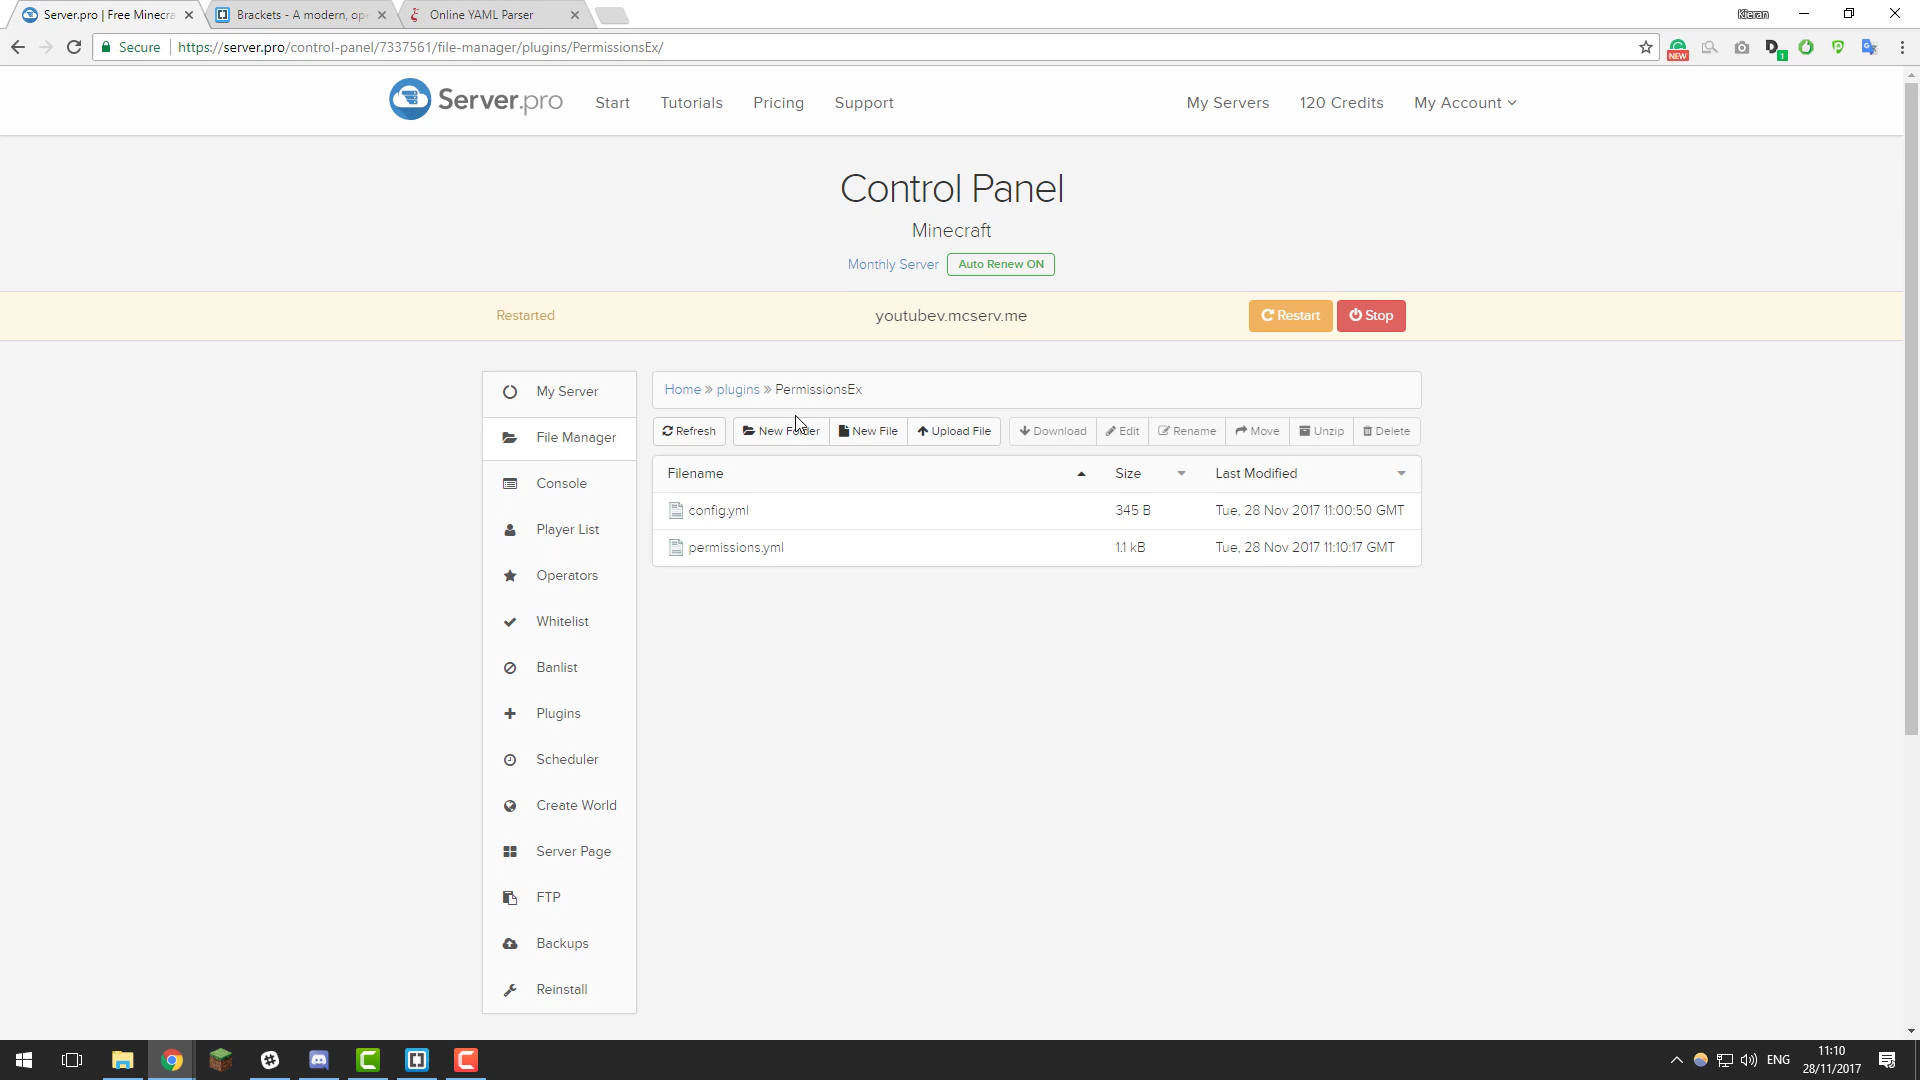 Server.pro | Free Minecra
Brackets - A modern, ope
Online YAML Parser
Kieran
Secure
https://server.pro/control-panel/7337561/file-manager/plugins/PermissionsEx/
NEW
1
Server.pro
Start
Tutorials
Pricing
Support
My Servers
120 Credits
My Account
Control Panel
Minecraft
Monthly Server
Auto Renew ON
Restarted
youtubev.mcserv.me
Restart
Stop
My Server
File Manager
Console
Player List
Operators
Whitelist
Banlist
Plugins
Scheduler
Create World
Server Page
FTP
Backups
Reinstall
Home » plugins » PermissionsEx
Refresh
New Folder
New File
Upload File
Download
Edit
Rename
Move
Unzip
Delete
Filename
Size
Last Modified
config.yml
345 B
Tue, 28 Nov 2017 11:00:50 GMT
permissions.yml
1.1 kB
Tue, 28 Nov 2017 11:10:17 GMT
ENG
11:10
28/11/2017